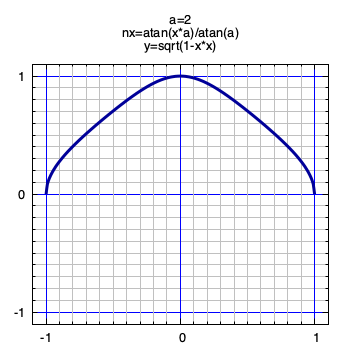 a=2
nx=atan(x*a)/atan(a)
y=sqrt(1-x*x)
1
0
-1
-1
0
1